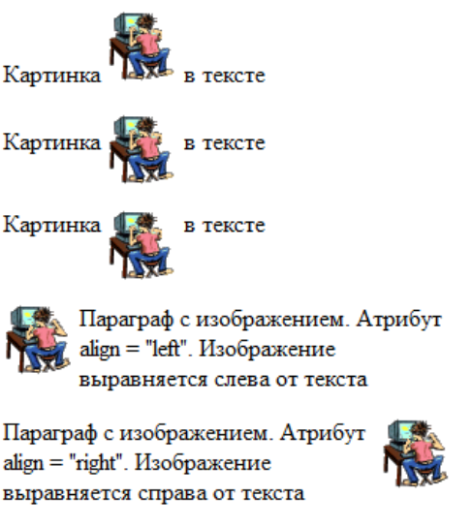 Картинка в тексте
Картинка в тексте
Картинка в тексте
Параграф с изображением. Атрибут
align = "left". Изображение
выравняется слева от текста
Параграф с изображением. Атрибут
align = "right". Изображение
выравняется справа от текста